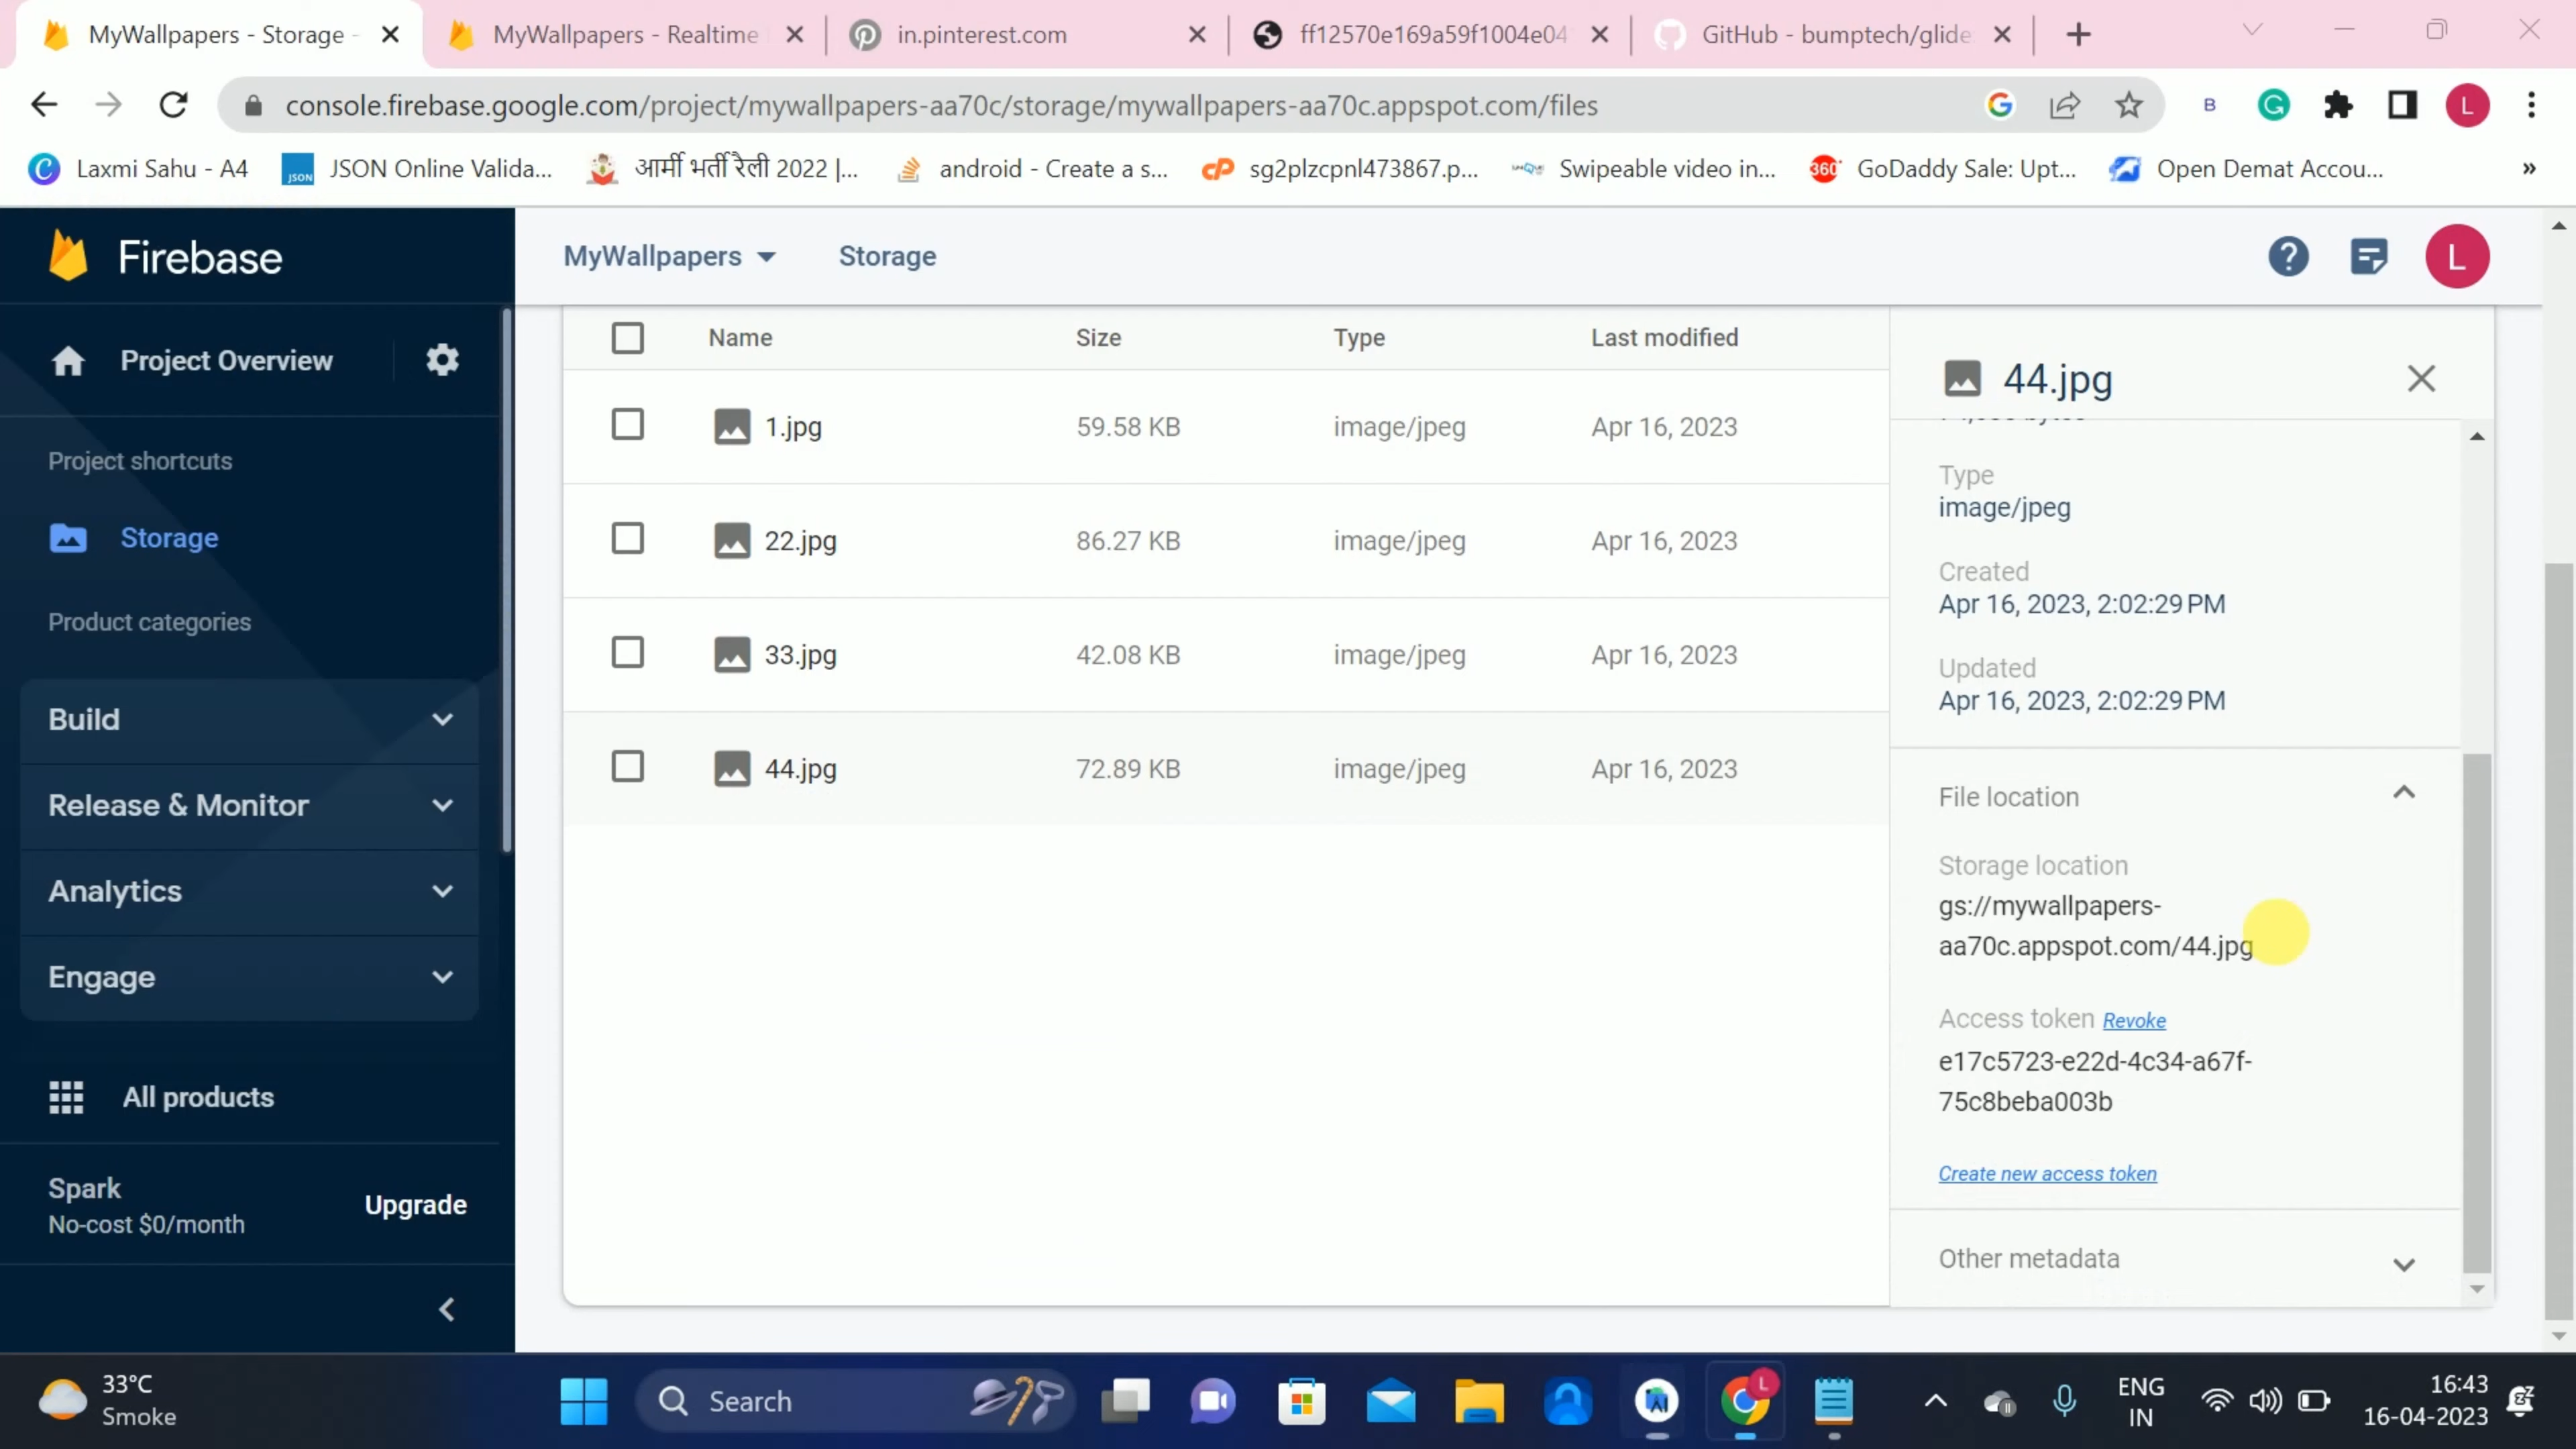 MyWallpapers - Storage -
MyWallpapers - Realtime
in.pinterest.com
ff12570e169a59f1004e04
GitHub - bumptech/glide
console.firebase.google.com/project/mywallpapers-aa70c/storage/mywallpapers-aa70c.appspot.com/files
B
L
Laxmi Sahu - A4
JSON
JSON Online Valida...
आर्मी भर्ती रैली 2022 |...
android - Create a s...
cP
sg2plzcpnl473867.p...
Swipeable video in...
360
GoDaddy Sale: Upt...
Open Demat Accou...
»
Firebase
MyWallpapers
Storage
L
Project Overview
Project shortcuts
Storage
Product categories
Build
Release & Monitor
Analytics
Engage
All products
Spark
No-cost $0/month
Upgrade
Name Size Type Last modified
1.jpg 59.58 KB image/jpeg Apr 16, 2023
22.jpg 86.27 KB image/jpeg Apr 16, 2023
33.jpg 42.08 KB image/jpeg Apr 16, 2023
44.jpg 72.89 KB image/jpeg Apr 16, 2023
44.jpg
Type
image/jpeg
Created
Apr 16, 2023, 2:02:29 PM
Updated
Apr 16, 2023, 2:02:29 PM
File location
Storage location
gs://mywallpapers-
aa70c.appspot.com/44.jpg
Access token Revoke
e17c5723-e22d-4c34-a67f-
75c8beba003b
Create new access token
Other metadata
33°C
Smoke
Search
L
ENG
IN
16:43
16-04-2023